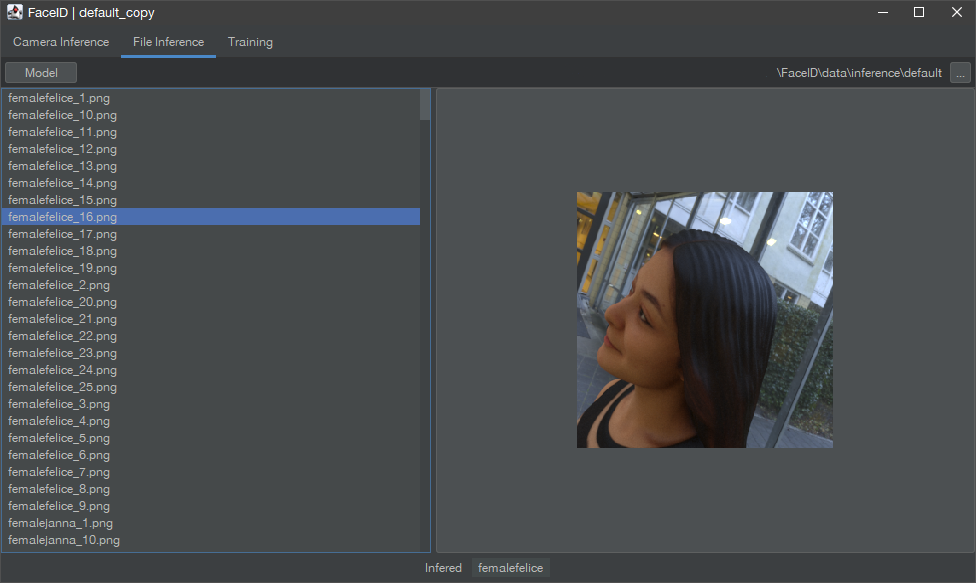 FaceID | default_copy
Camera Inference File Inference Training
Model \FaceID\data\inference\default ...
femalefelice_1.png
femalefelice_10.png
femalefelice_11.png
femalefelice_12.png
femalefelice_13.png
femalefelice_14.png
femalefelice_15.png
femalefelice_16.png
femalefelice_17.png
femalefelice_18.png
femalefelice_19.png
femalefelice_2.png
femalefelice_20.png
femalefelice_21.png
femalefelice_22.png
femalefelice_23.png
femalefelice_24.png
femalefelice_25.png
femalefelice_3.png
femalefelice_4.png
femalefelice_5.png
femalefelice_6.png
femalefelice_7.png
femalefelice_8.png
femalefelice_9.png
femalejanna_1.png
femalejanna_10.png
Infered femalefelice